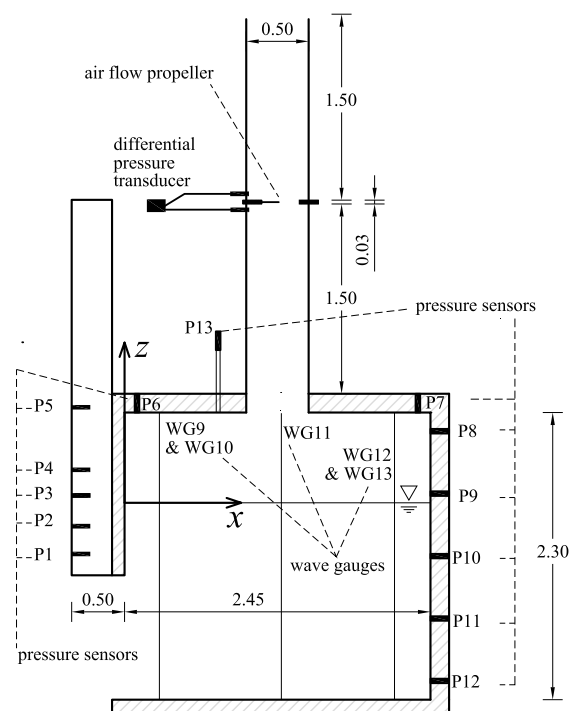 0.50
air flow propeller
1.50
differential
pressure
transducer
0.03
1.50
pressure sensors
P13
z
P6
P7
P5
WG9
& WG10
WG11
WG12
& WG13
P8
P4
P3
P9
x
P2
P1
wave gauges
P10
2.30
0.50
2.45
P11
pressure sensors
P12